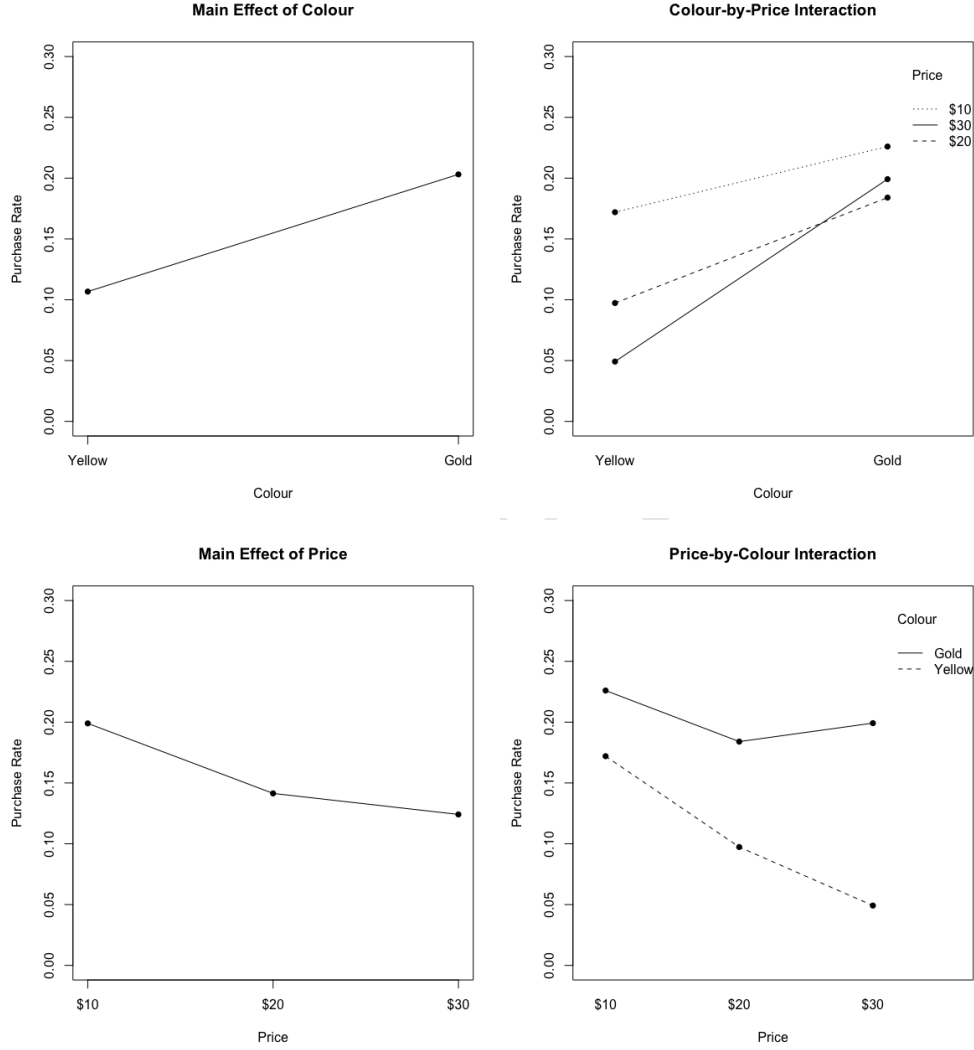 Main Effect of Colour
Purchase Rate
0.00 0.05 0.10 0.15 0.20 0.25 0.30
Yellow Gold
Colour
Colour-by-Price Interaction
Purchase Rate
0.00 0.05 0.10 0.15 0.20 0.25 0.30
Price
$10
$30
$20
Yellow Gold
Colour
Main Effect of Price
Purchase Rate
0.00 0.05 0.10 0.15 0.20 0.25 0.30
$10 $20 $30
Price
Price-by-Colour Interaction
Purchase Rate
0.00 0.05 0.10 0.15 0.20 0.25 0.30
Colour
Gold
Yellow
$10 $20 $30
Price